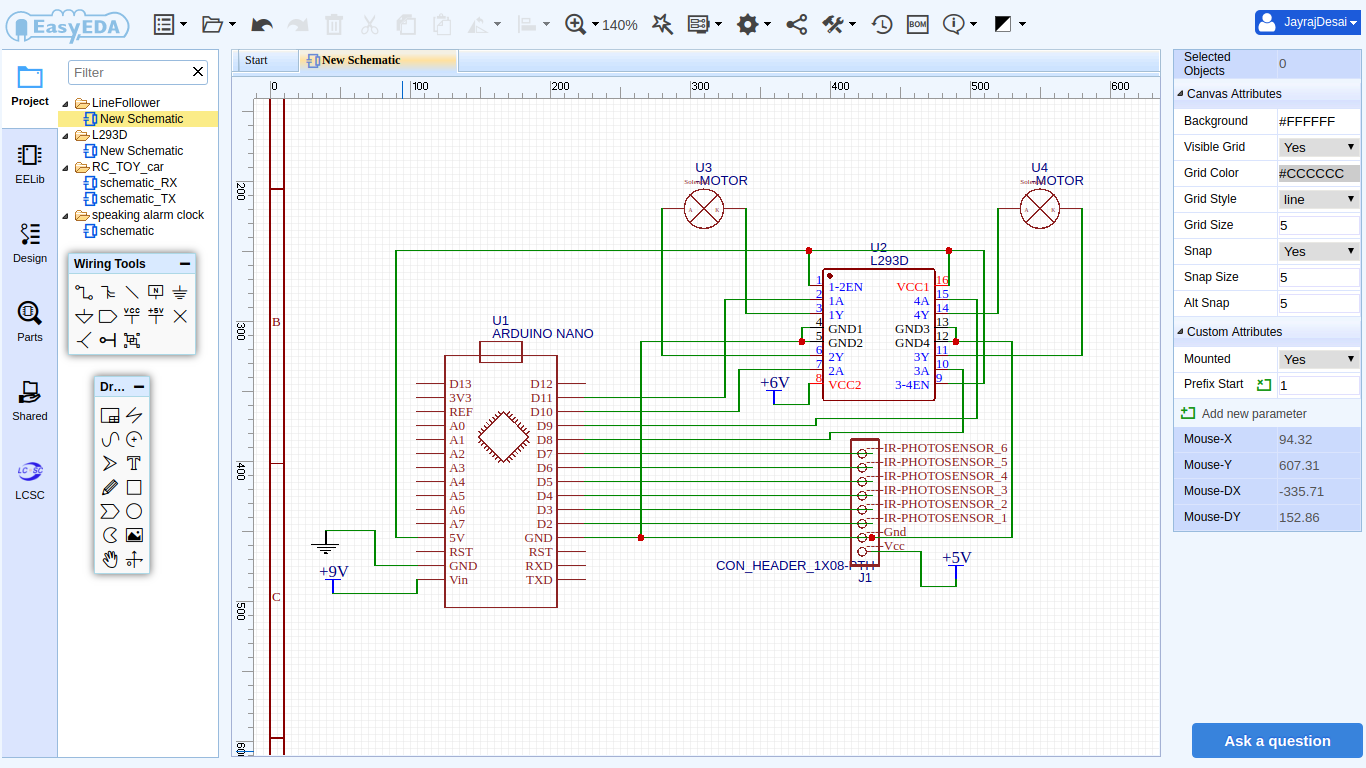 EasyEDA
140%
BOM
JayrajDesai
Project
EELib
Design
Parts
Shared
LCSC
LCSC
Filter
LineFollower
New Schematic
L293D
New Schematic
RC_TOY_car
schematic_RX
schematic_TX
speaking alarm clock
schematic
Wiring Tools
N
VCC
+5V
Dr...
T
Start
New Schematic
0
100
200
300
400
500
600
200
300
400
500
B
C
U3
MOTOR
A
K
U4
MOTOR
A
K
U2
L293D
1
2
3
4
5
6
7
8
1-2EN
1A
1Y
GND1
GND2
2Y
2A
VCC2
VCC1
4A
4Y
GND3
GND4
3Y
3A
3-4EN
16
15
14
13
12
11
10
9
+6V
U1
ARDUINO NANO
D13
3V3
REF
A0
A1
A2
A3
A4
A5
A6
A7
5V
RST
GND
Vin
D12
D11
D10
D9
D8
D7
D6
D5
D4
D3
D2
GND
RST
RXD
TXD
+9V
IR-PHOTOSENSOR_6
IR-PHOTOSENSOR_5
IR-PHOTOSENSOR_4
IR-PHOTOSENSOR_3
IR-PHOTOSENSOR_2
IR-PHOTOSENSOR_1
Gnd
Vcc
+5V
CON_HEADER_1X08-PTH
J1
Selected Objects 0
Canvas Attributes
Background #FFFFFF
Visible Grid Yes
Grid Color #CCCCCC
Grid Style line
Grid Size 5
Snap Yes
Snap Size 5
Alt Snap 5
Custom Attributes
Mounted Yes
Prefix Start 1
Add new parameter
Mouse-X 94.32
Mouse-Y 607.31
Mouse-DX -335.71
Mouse-DY 152.86
Ask a question